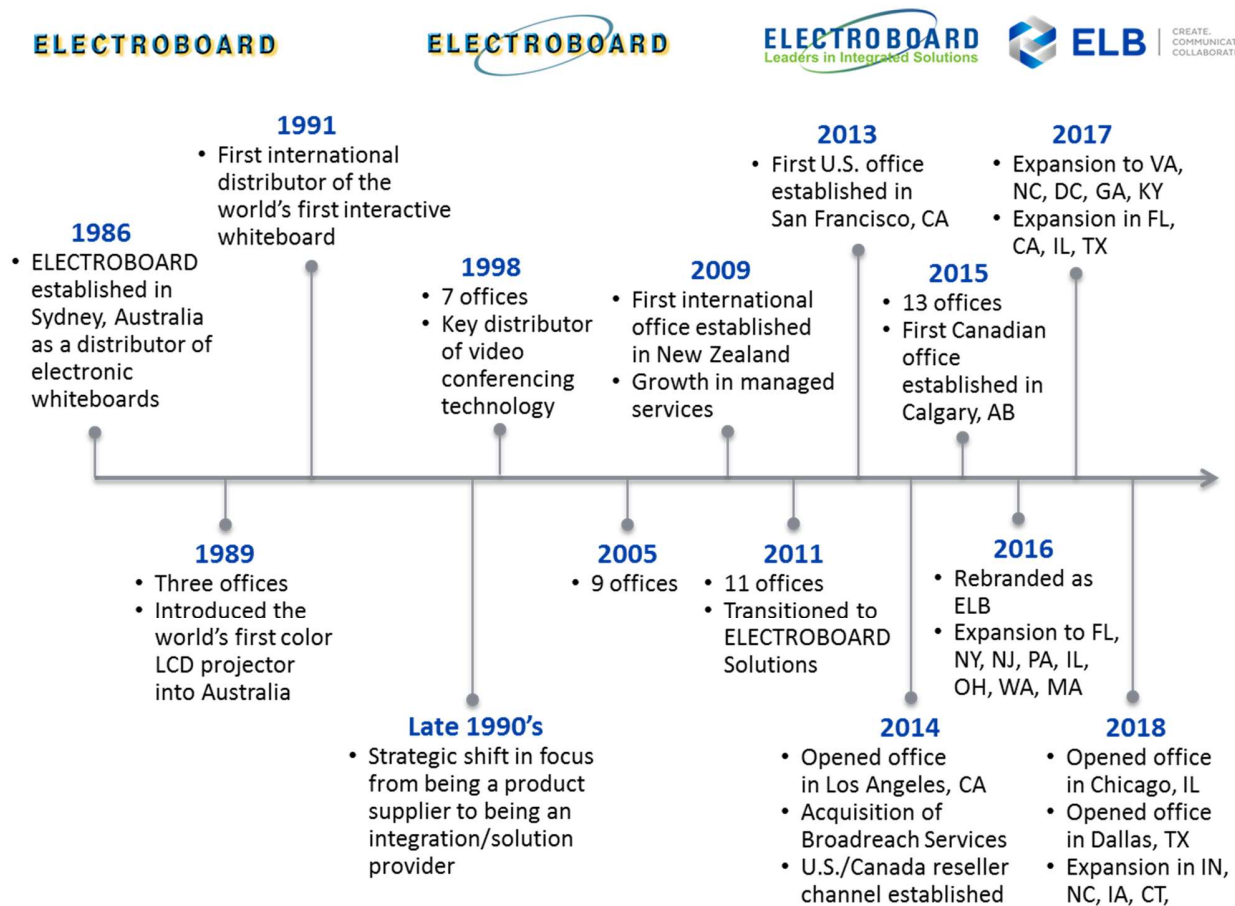 ELECTROBOARD
ELECTROBOARD
ELECTROBOARD
Leaders in Integrated Solutions
ELB
CREATE.
COMMUNICAT
COLLABORAT
1991
• First international
distributor of the
world's first interactive
whiteboard
2013
• First U.S. office
established in
San Francisco, CA
2017
• Expansion to VA,
NC, DC, GA, KY
• Expansion in FL,
CA, IL, TX
1986
• ELECTROBOARD
established in
Sydney, Australia
as a distributor of
electronic
whiteboards
1998
• 7 offices
• Key distributor
of video
conferencing
technology
2009
• First international
office established
in New Zealand
• Growth in managed
services
2015
• 13 offices
• First Canadian
office
established in
Calgary, AB
1989
• Three offices
• Introduced the
world's first color
LCD projector
into Australia
2005
• 9 offices
2011
• 11 offices
• Transitioned to
ELECTROBOARD
Solutions
2016
• Rebranded as
ELB
• Expansion to FL,
NY, NJ, PA, IL,
OH, WA, MA
Late 1990's
• Strategic shift in focus
from being a product
supplier to being an
integration/solution
provider
2014
• Opened office
in Los Angeles, CA
• Acquisition of
Broadreach Services
• U.S./Canada reseller
channel established
2018
• Opened office
in Chicago, IL
• Opened office
in Dallas, TX
• Expansion in IN,
NC, IA, CT,